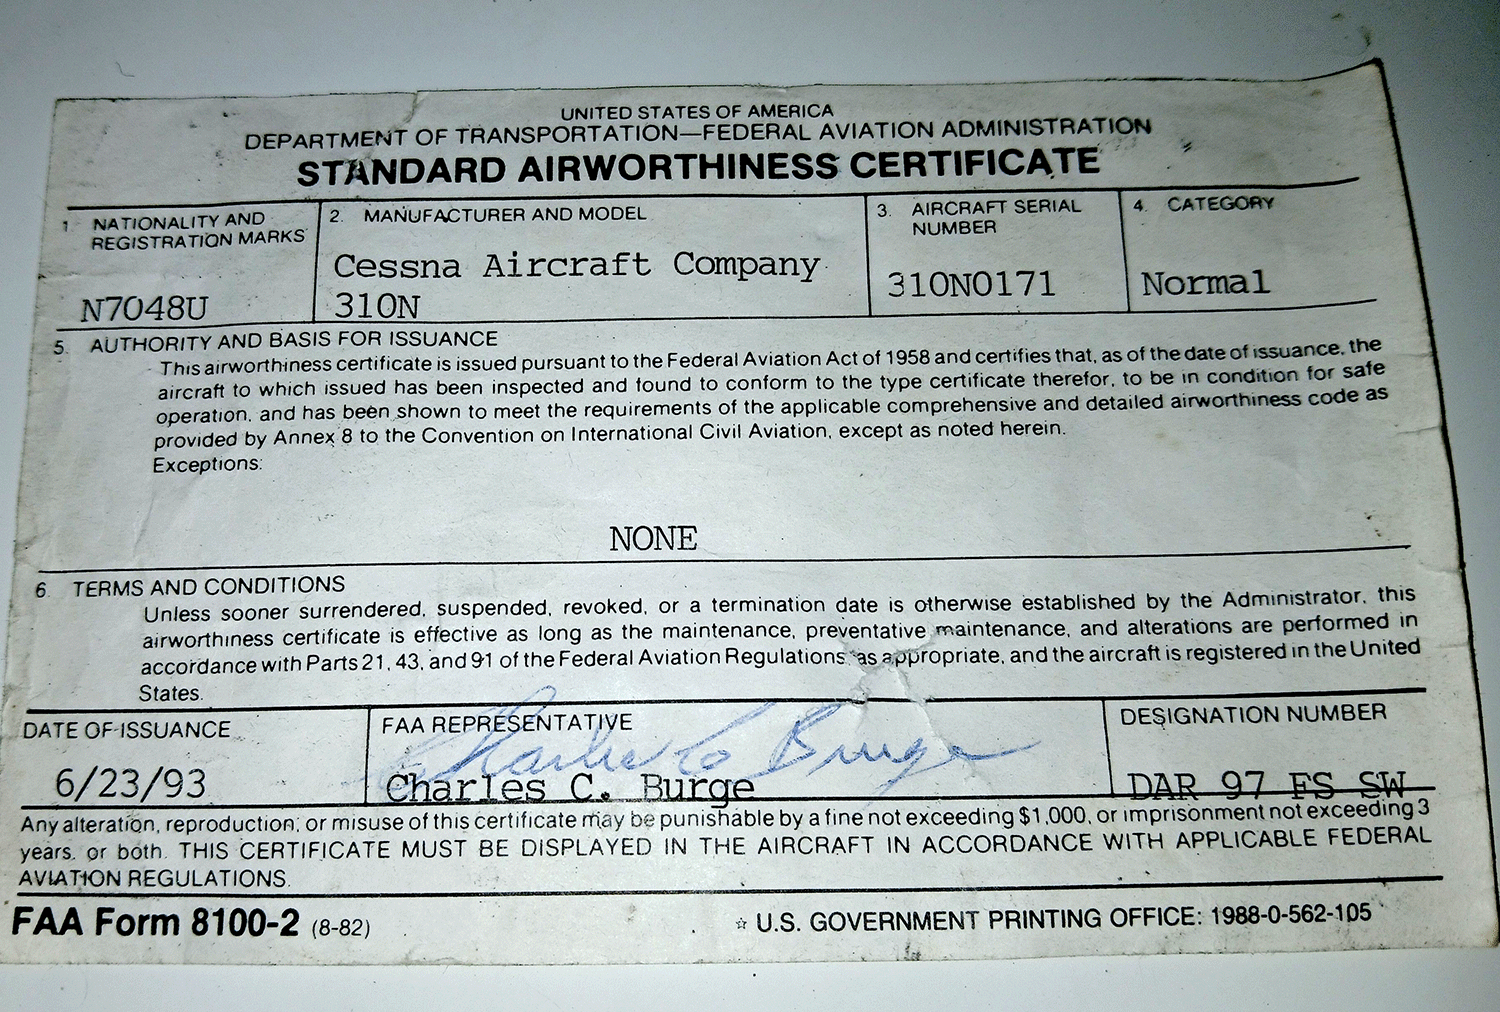 UNITED STATES OF AMERICA
DEPARTMENT OF TRANSPORTATION—FEDERAL AVIATION ADMINISTRATION
STANDARD AIRWORTHINESS CERTIFICATE
1. NATIONALITY AND
REGISTRATION MARKS
N7048U
2. MANUFACTURER AND MODEL
Cessna Aircraft Company
310N
3. AIRCRAFT SERIAL
NUMBER
310N0171
4. CATEGORY
Normal
5. AUTHORITY AND BASIS FOR ISSUANCE
This airworthiness certificate is issued pursuant to the Federal Aviation Act of 1958 and certifies that, as of the date of issuance, the
aircraft to which issued has been inspected and found to conform to the type certificate therefor, to be in condition for safe
operation, and has been shown to meet the requirements of the applicable comprehensive and detailed airworthiness code as
provided by Annex 8 to the Convention on International Civil Aviation, except as noted herein.
Exceptions:
NONE
6. TERMS AND CONDITIONS
Unless sooner surrendered, suspended, revoked, or a termination date is otherwise established by the Administrator, this
airworthiness certificate is effective as long as the maintenance, preventative maintenance, and alterations are performed in
accordance with Parts 21, 43, and 91 of the Federal Aviation Regulations, as appropriate, and the aircraft is registered in the United
States.
DATE OF ISSUANCE
6/23/93
FAA REPRESENTATIVE
Charles C Burge
Charles C. Burge
DESIGNATION NUMBER
DAR 97 FS SW
Any alteration, reproduction, or misuse of this certificate may be punishable by a fine not exceeding $1,000, or imprisonment not exceeding 3
years, or both. THIS CERTIFICATE MUST BE DISPLAYED IN THE AIRCRAFT IN ACCORDANCE WITH APPLICABLE FEDERAL
AVIATION REGULATIONS.
FAA Form 8100-2 (8-82)
☆ U.S. GOVERNMENT PRINTING OFFICE: 1988-0-562-105